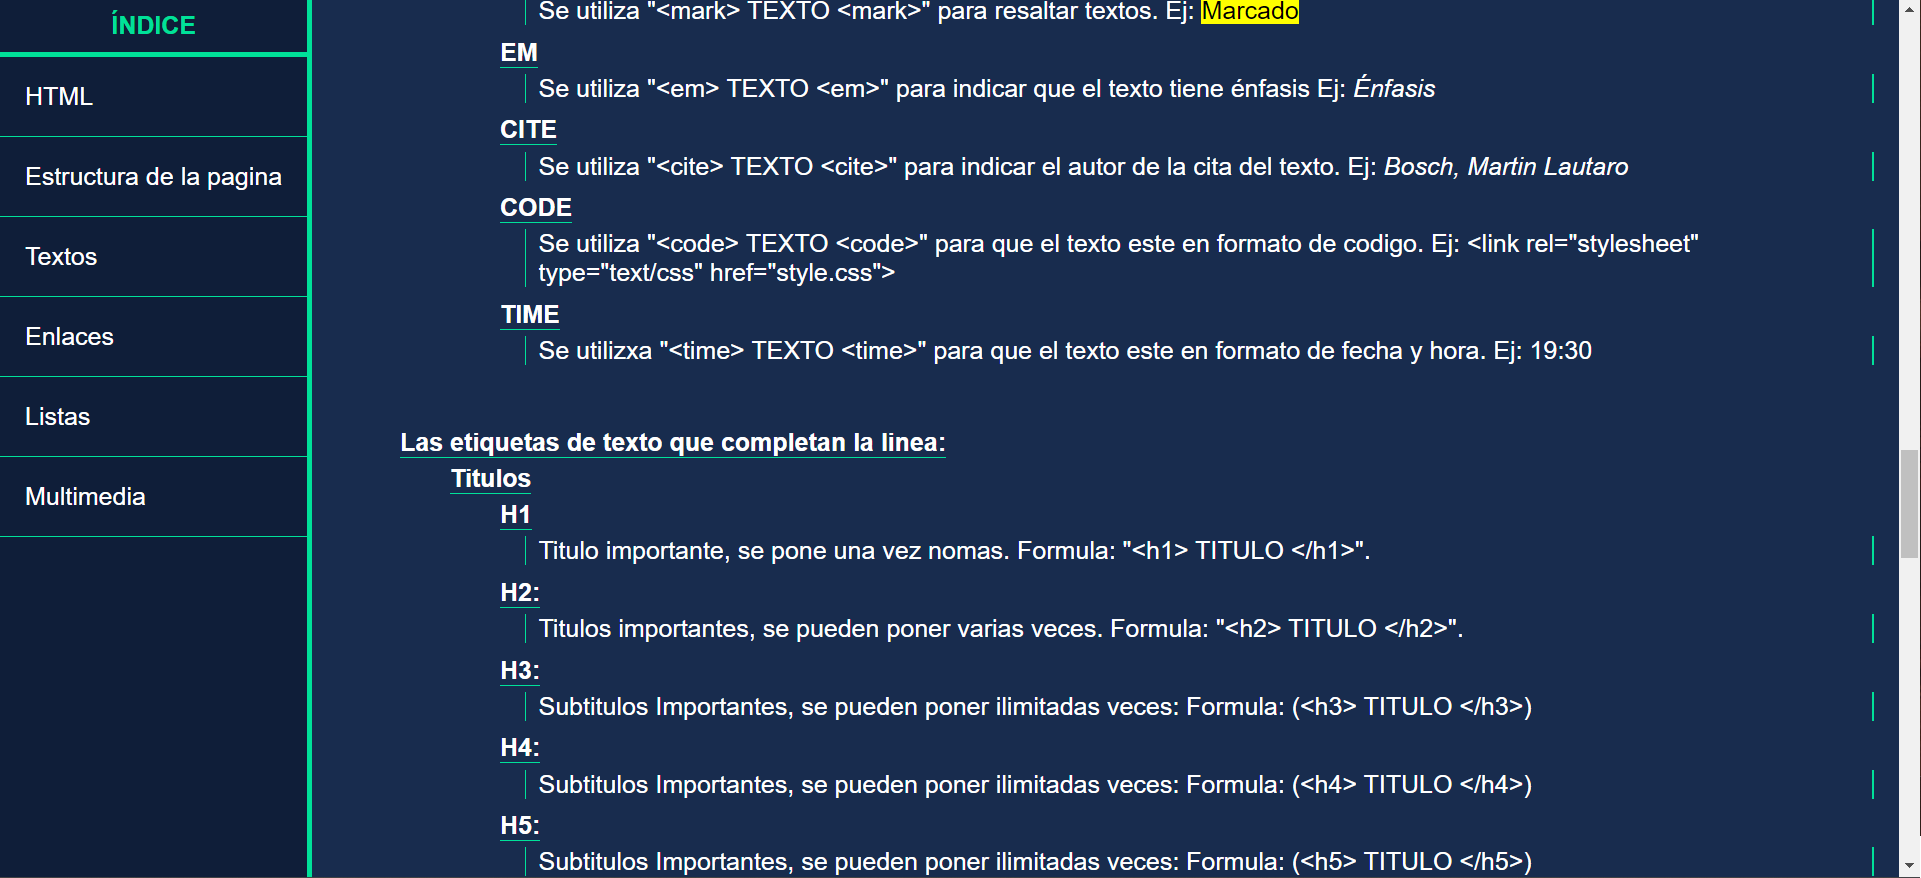 ÍNDICE
HTML
Estructura de la pagina
Textos
Enlaces
Listas
Multimedia
Se utiliza "<mark> TEXTO <mark>" para resaltar textos. Ej: Marcado
EM
Se utiliza "<em> TEXTO <em>" para indicar que el texto tiene énfasis Ej: Énfasis
CITE
Se utiliza "<cite> TEXTO <cite>" para indicar el autor de la cita del texto. Ej: Bosch, Martin Lautaro
CODE
Se utiliza "<code> TEXTO <code>" para que el texto este en formato de codigo. Ej: <link rel="stylesheet"
type="text/css" href="style.css">
TIME
Se utilizxa "<time> TEXTO <time>" para que el texto este en formato de fecha y hora. Ej: 19:30
Las etiquetas de texto que completan la linea:
Titulos
H1
Titulo importante, se pone una vez nomas. Formula: "<h1> TITULO </h1>".
H2:
Titulos importantes, se pueden poner varias veces. Formula: "<h2> TITULO </h2>".
H3:
Subtitulos Importantes, se pueden poner ilimitadas veces: Formula: (<h3> TITULO </h3>)
H4:
Subtitulos Importantes, se pueden poner ilimitadas veces: Formula: (<h4> TITULO </h4>)
H5:
Subtitulos Importantes, se pueden poner ilimitadas veces: Formula: (<h5> TITULO </h5>)